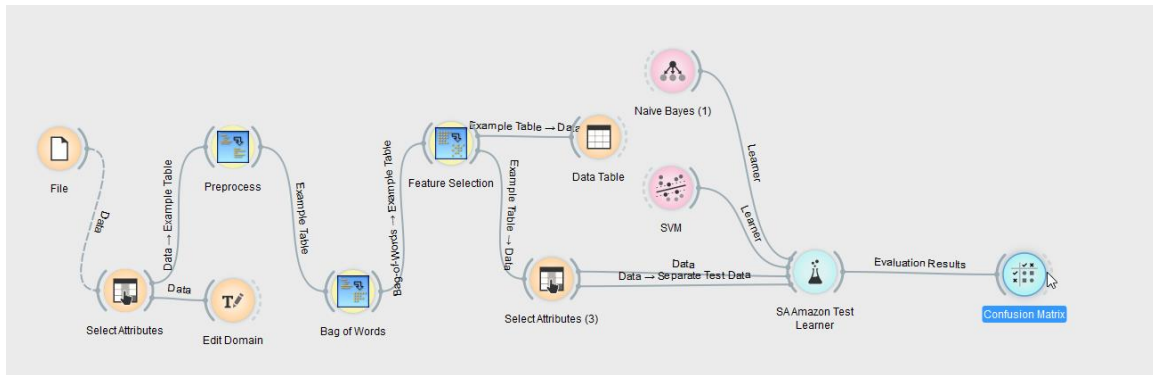 Naive Bayes (1)
Example Table → Data
File
Data
Data → Example Table
Preprocess
Example Table
Bag-of-Words → Example Table
Feature Selection
Example Table → Data
Data Table
Learner
SVM
Learner
Select Attributes
Data
T
Edit Domain
Bag of Words
Select Attributes (3)
Data
Data → Separate Test Data
SA Amazon Test
Learner
Evaluation Results
Confusion Matrix